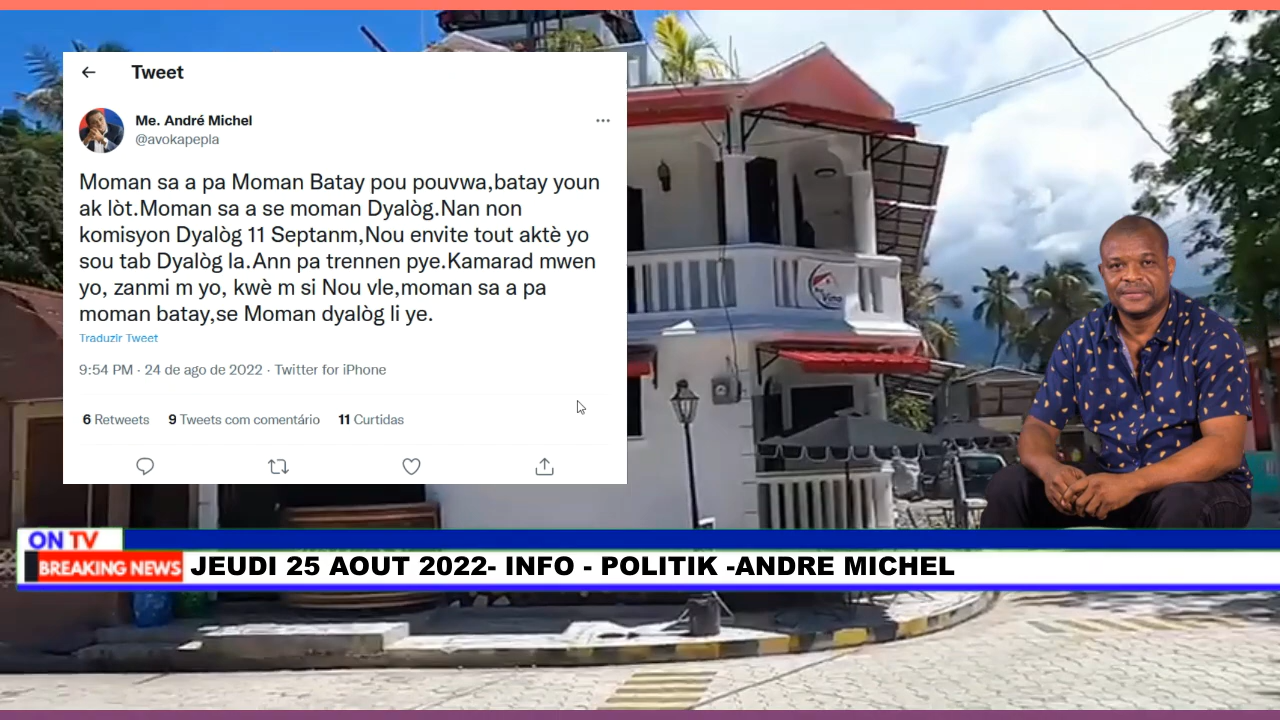 Tweet
Me. André Michel
@avokapepla
Moman sa a pa Moman Batay pou pouvwa,batay youn
ak lòt.Moman sa a se moman Dyalòg.Nan non
komisyon Dyalòg 11 Septanm,Nou envite tout aktè yo
sou tab Dyalòg la.Ann pa trennen pye.Kamarad mwen
yo, zanmi m yo, kwè m si Nou vle,moman sa a pa
moman batay,se Moman dyalòg li ye.
Traduzir Tweet
9:54 PM · 24 de ago de 2022 · Twitter for iPhone
6 Retweets 9 Tweets com comentário 11 Curtidas
Vino
ON TV
BREAKING NEWS
JEUDI 25 AOUT 2022- INFO - POLITIK -ANDRE MICHEL